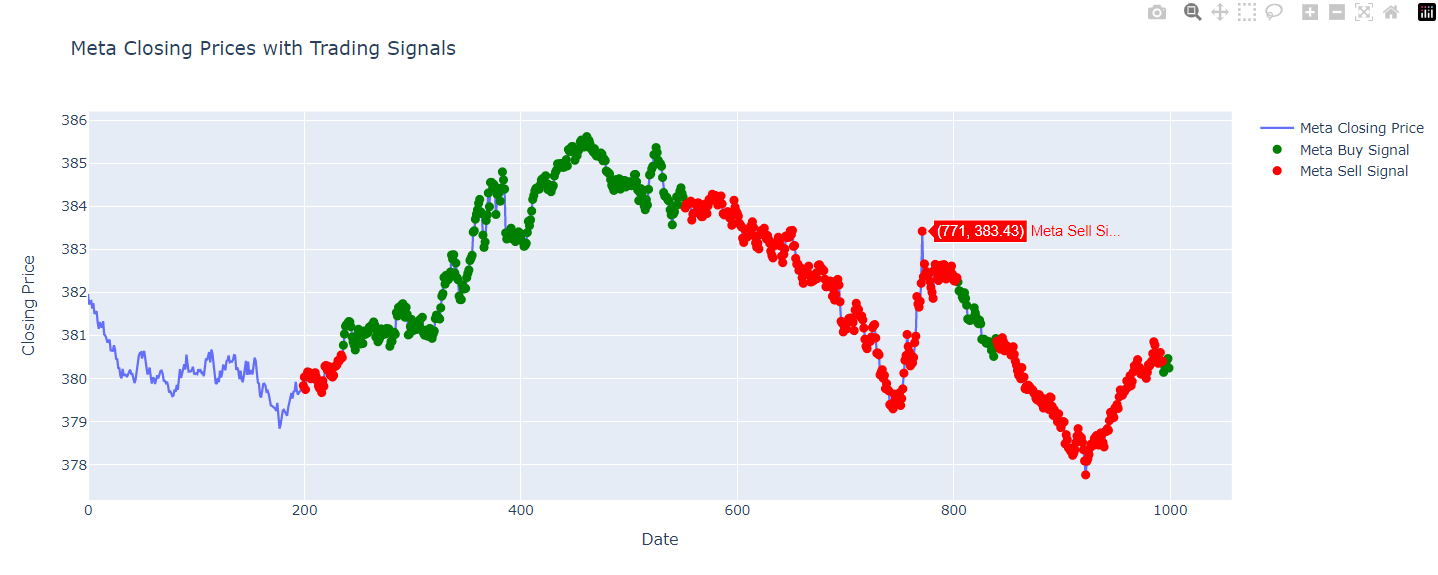 Meta Closing Prices with Trading Signals
386
385
384
383
382
381
380
379
378
Closing Price
0
200
400
600
800
1000
Date
(771, 383.43) Meta Sell Si...
Meta Closing Price
Meta Buy Signal
Meta Sell Signal